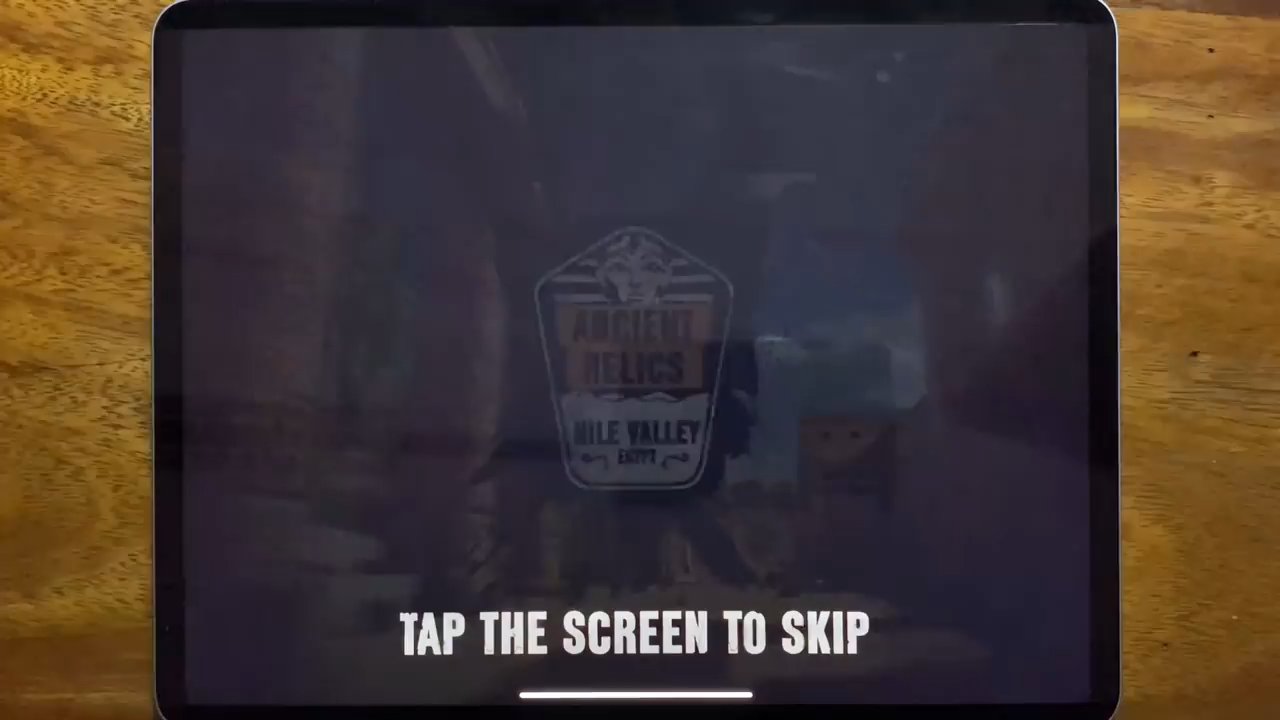 ANCIENT
RELICS
NILE VALLEY
EGYPT
TAP THE SCREEN TO SKIP